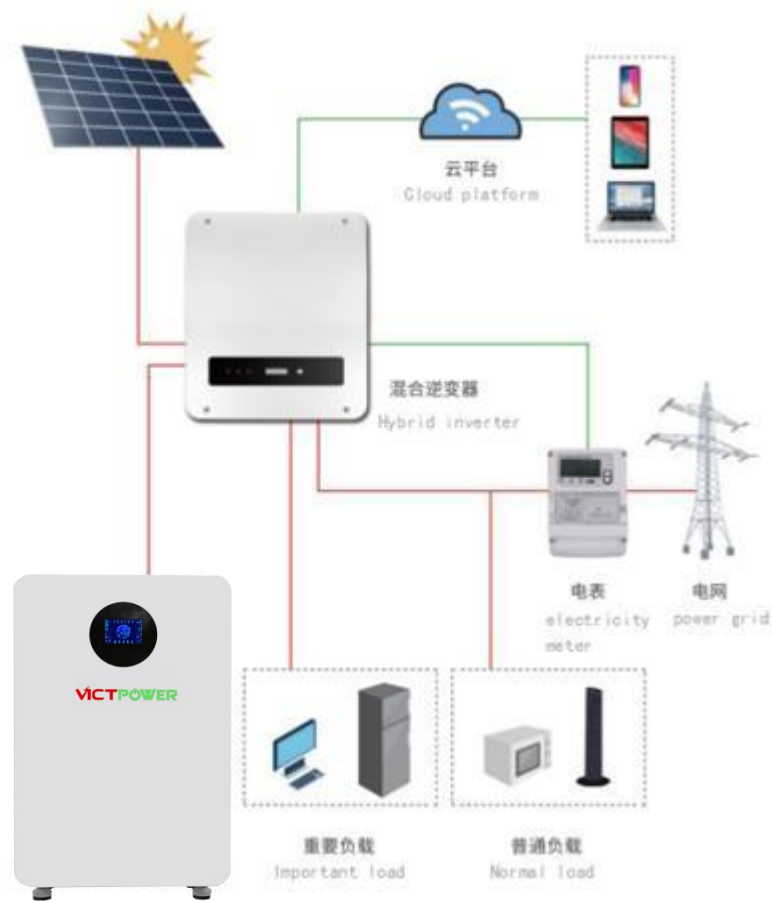 云平台
Cloud platform
混合逆变器
Hybrid inverter
电表
electricity
meter
电网
power grid
VICTPOWER
重要负载
Important load
普通负载
Normal load